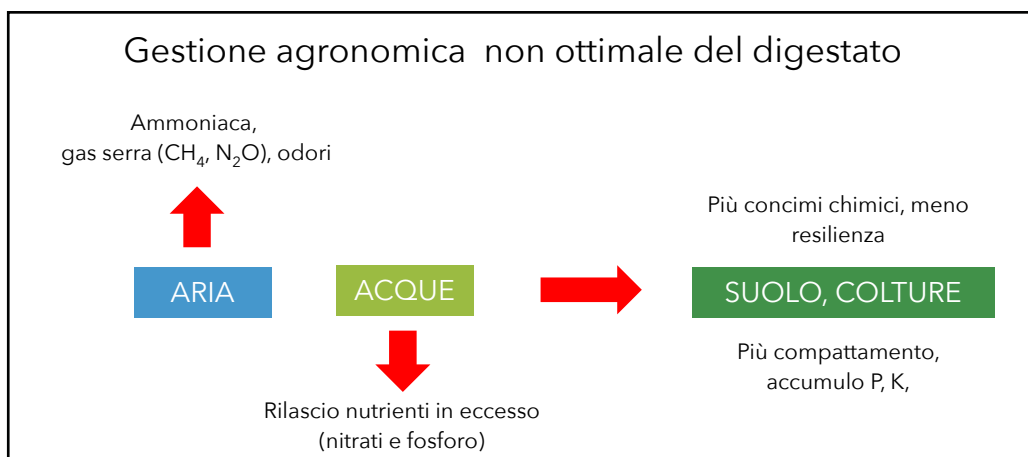 Gestione agronomica non ottimale del digestato
Ammoniaca,
gas serra (CH₄, N₂O), odori
ARIA
ACQUE
Rilascio nutrienti in eccesso
(nitrati e fosforo)
Più concimi chimici, meno
resilienza
SUOLO, COLTURE
Più compattamento,
accumulo P, K,